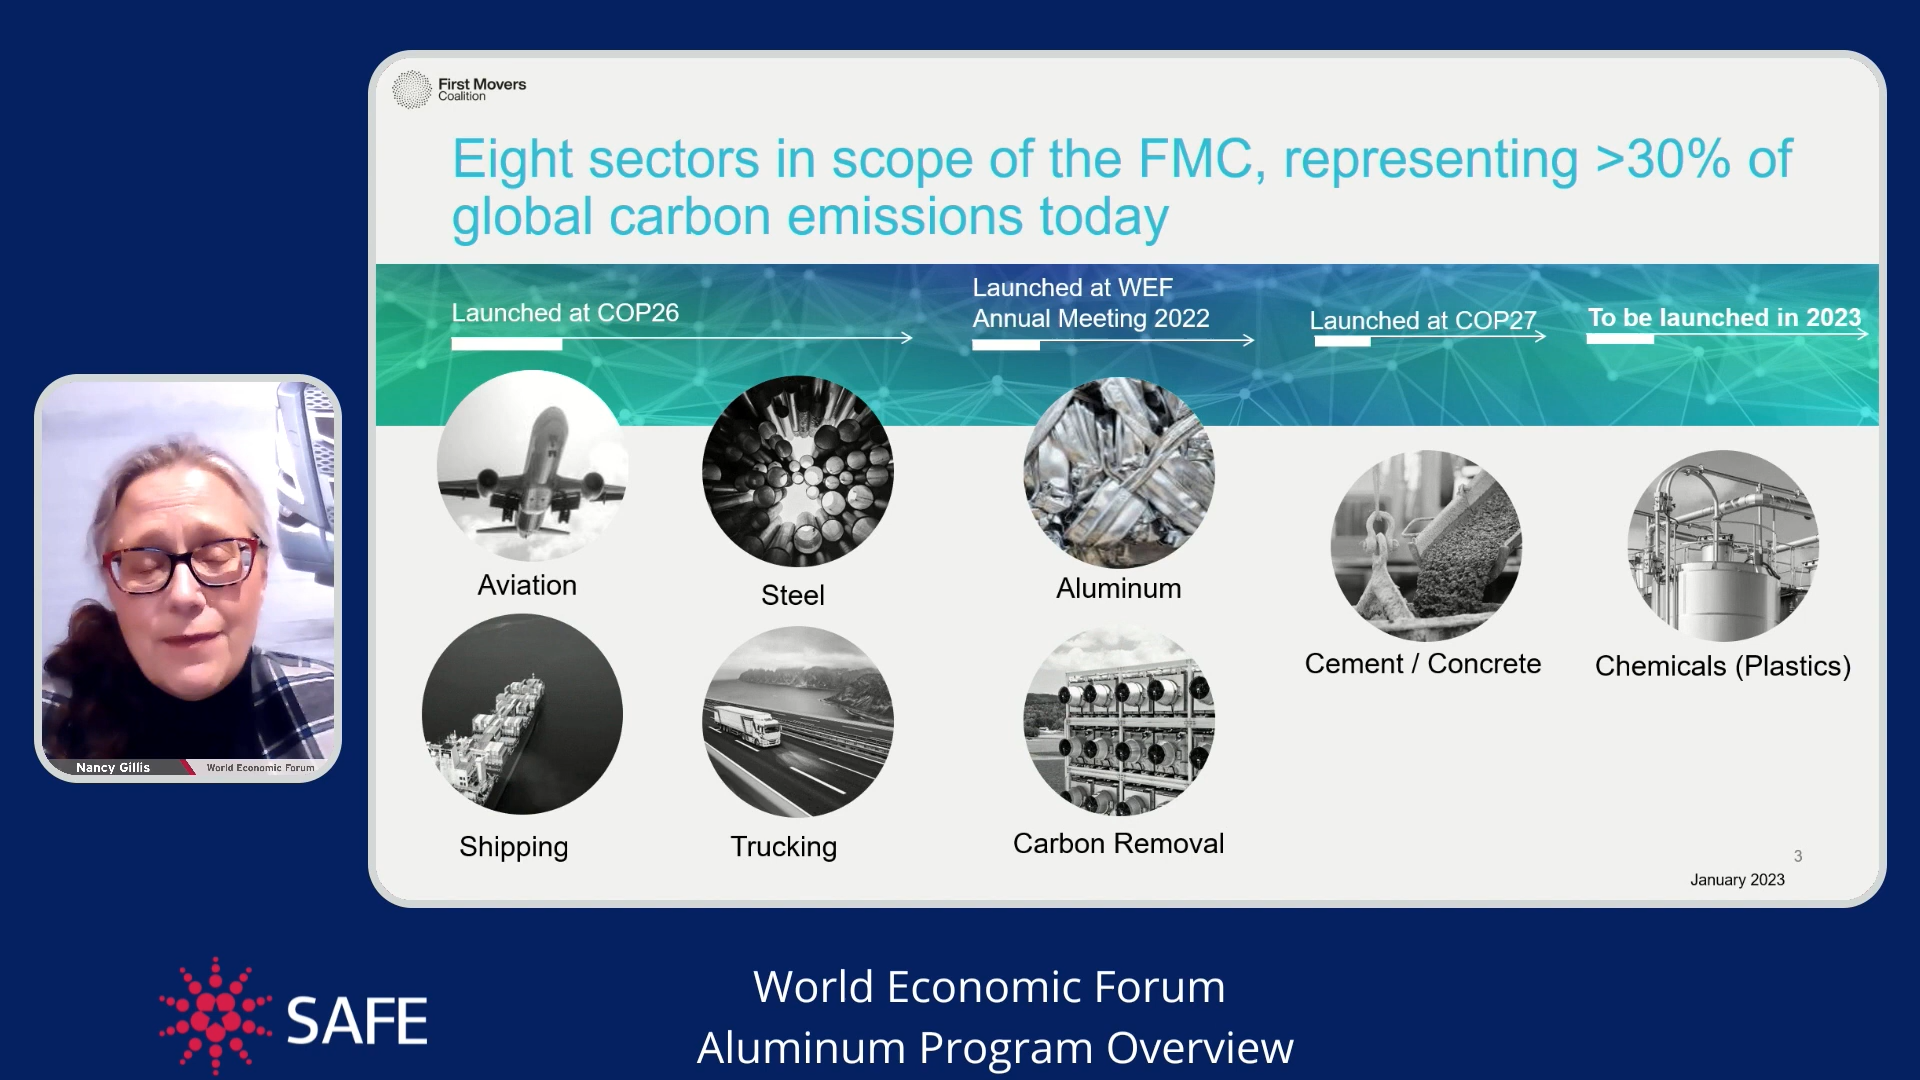 First Movers
Coalition
Eight sectors in scope of the FMC, representing >30% of
global carbon emissions today
Launched at COP26
Launched at WEF
Annual Meeting 2022
Launched at COP27
To be launched in 2023
Aviation
Steel
Aluminum
Cement / Concrete
Chemicals (Plastics)
Shipping
Trucking
Carbon Removal
3
January 2023
Nancy Gillis
World Economic Forum
SAFE
World Economic Forum
Aluminum Program Overview